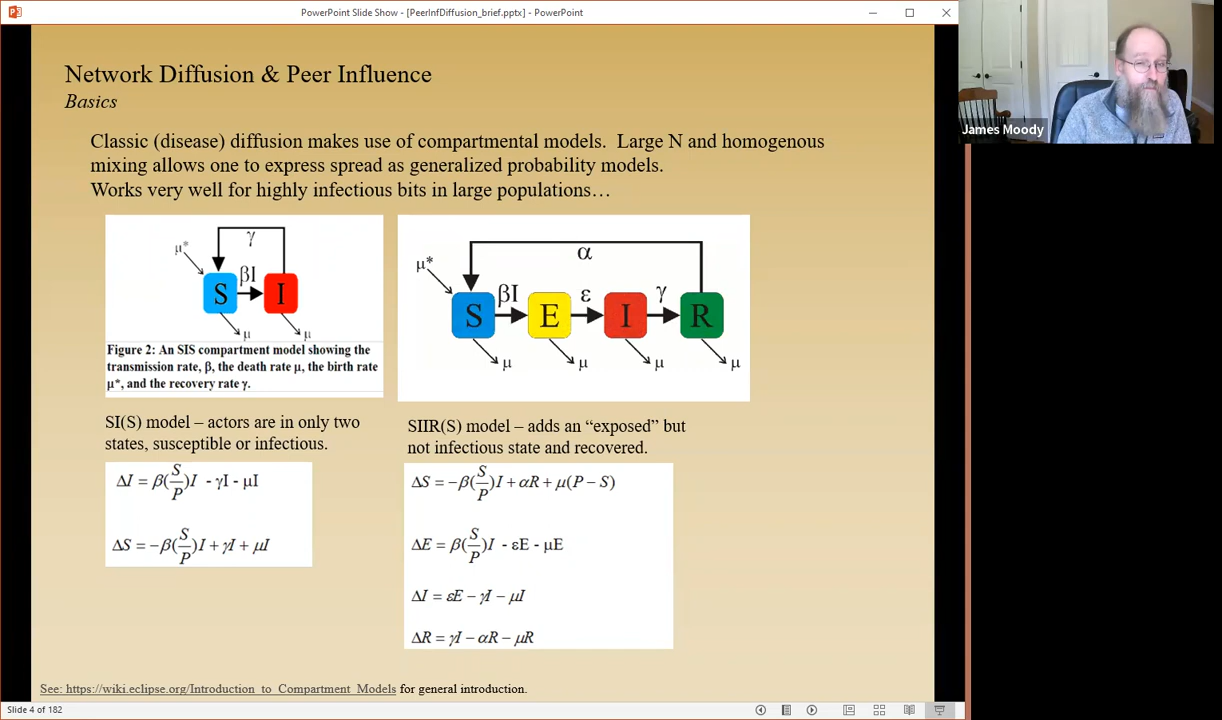 PowerPoint Slide Show - [PeerInfDiffusion_brief.pptx] - PowerPoint
James Moody
Network Diffusion & Peer Influence
Basics
Classic (disease) diffusion makes use of compartmental models. Large N and homogenous
mixing allows one to express spread as generalized probability models.
Works very well for highly infectious bits in large populations…
γ
μ*
βI
S
I
μ
μ
Figure 2: An SIS compartment model showing the
transmission rate, β, the death rate μ, the birth rate
μ*, and the recovery rate γ.
α
μ*
βI
ε
γ
S
E
I
R
μ
μ
μ
μ
SI(S) model – actors are in only two
states, susceptible or infectious.
ΔI = β(S/P)I - γI - μI
ΔS = −β(S/P)I + γI + μI
SIIR(S) model – adds an “exposed” but
not infectious state and recovered.
ΔS = −β(S/P)I + αR + μ(P − S)
ΔE = β(S/P)I - εE - μE
ΔI = εE − γI − μI
ΔR = γI − αR − μR
See: https://wiki.eclipse.org/Introduction_to_Compartment_Models for general introduction.
Slide 4 of 182